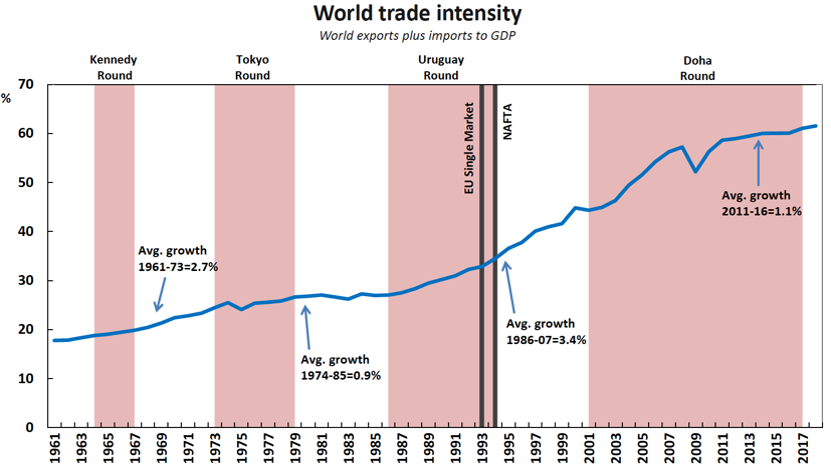 World trade intensity
World exports plus imports to GDP
Kennedy
Round
Tokyo
Round
Uruguay
Round
Doha
Round
%
70
60
50
40
30
20
10
0
EU Single Market
NAFTA
Avg. growth
1961-73=2.7%
Avg. growth
1974-85=0.9%
Avg. growth
1986-07=3.4%
Avg. growth
2011-16=1.1%
1961
1963
1965
1967
1969
1971
1973
1975
1977
1979
1981
1983
1985
1987
1989
1991
1993
1995
1997
1999
2001
2003
2005
2007
2009
2011
2013
2015
2017